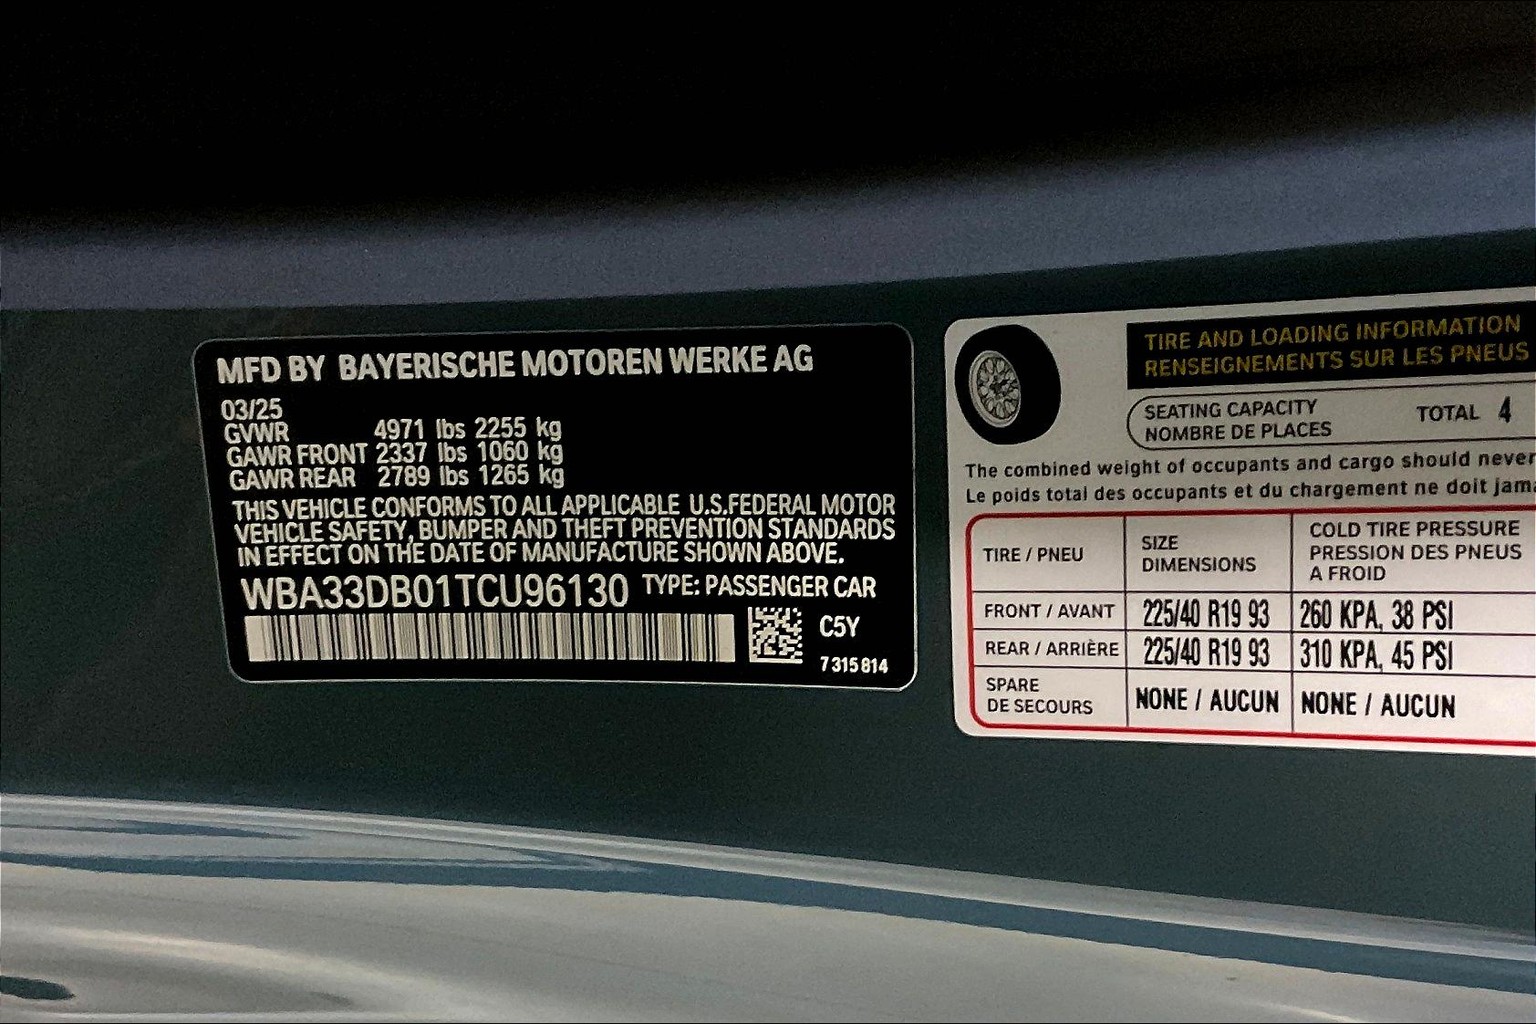 MFD BY BAYERISCHE MOTOREN WERKE AG
03/25
GVWR 4971 lbs 2255 kg
GAWR FRONT 2337 lbs 1060 kg
GAWR REAR 2789 lbs 1265 kg
THIS VEHICLE CONFORMS TO ALL APPLICABLE U.S.FEDERAL MOTOR
VEHICLE SAFETY, BUMPER AND THEFT PREVENTION STANDARDS
IN EFFECT ON THE DATE OF MANUFACTURE SHOWN ABOVE.
WBA33DB01TCU96130 TYPE: PASSENGER CAR
C5Y
7 315 814
TIRE AND LOADING INFORMATION
RENSEIGNEMENTS SUR LES PNEUS
SEATING CAPACITY
NOMBRE DE PLACES
TOTAL 4
The combined weight of occupants and cargo should never
Le poids total des occupants et du chargement ne doit
TIRE / PNEU
SIZE
DIMENSIONS
COLD TIRE PRESSURE
PRESSION DES PNEUS
A FROID
FRONT / AVANT 225/40 R19 93 260 KPA, 38 PSI
REAR / ARRIÈRE 225/40 R19 93 310 KPA, 45 PSI
SPARE
DE SECOURS
NONE / AUCUN NONE / AUCUN